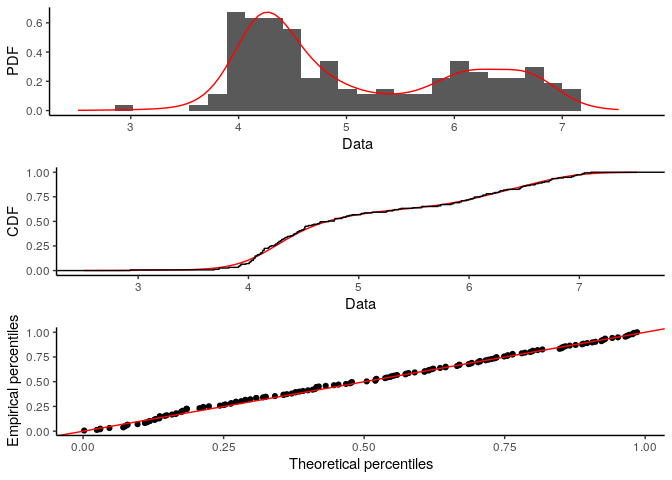 PDF
0.6
0.4
0.2
0.0
3 4 5 6 7
Data
CDF
1.00
0.75
0.50
0.25
0.00
3 4 5 6 7
Data
Empirical percentiles
1.00
0.75
0.50
0.25
0.00
0.00 0.25 0.50 0.75 1.00
Theoretical percentiles